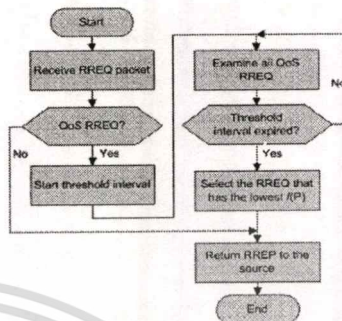 Start
Receive RREQ packet
QoS RREQ?
No
Yes
Start threshold interval
Examine all QoS
RREQ
No
Threshold
interval expired?
Yes
Select the RREQ that
has the lowest f(P)
Return RREP to the
source
End